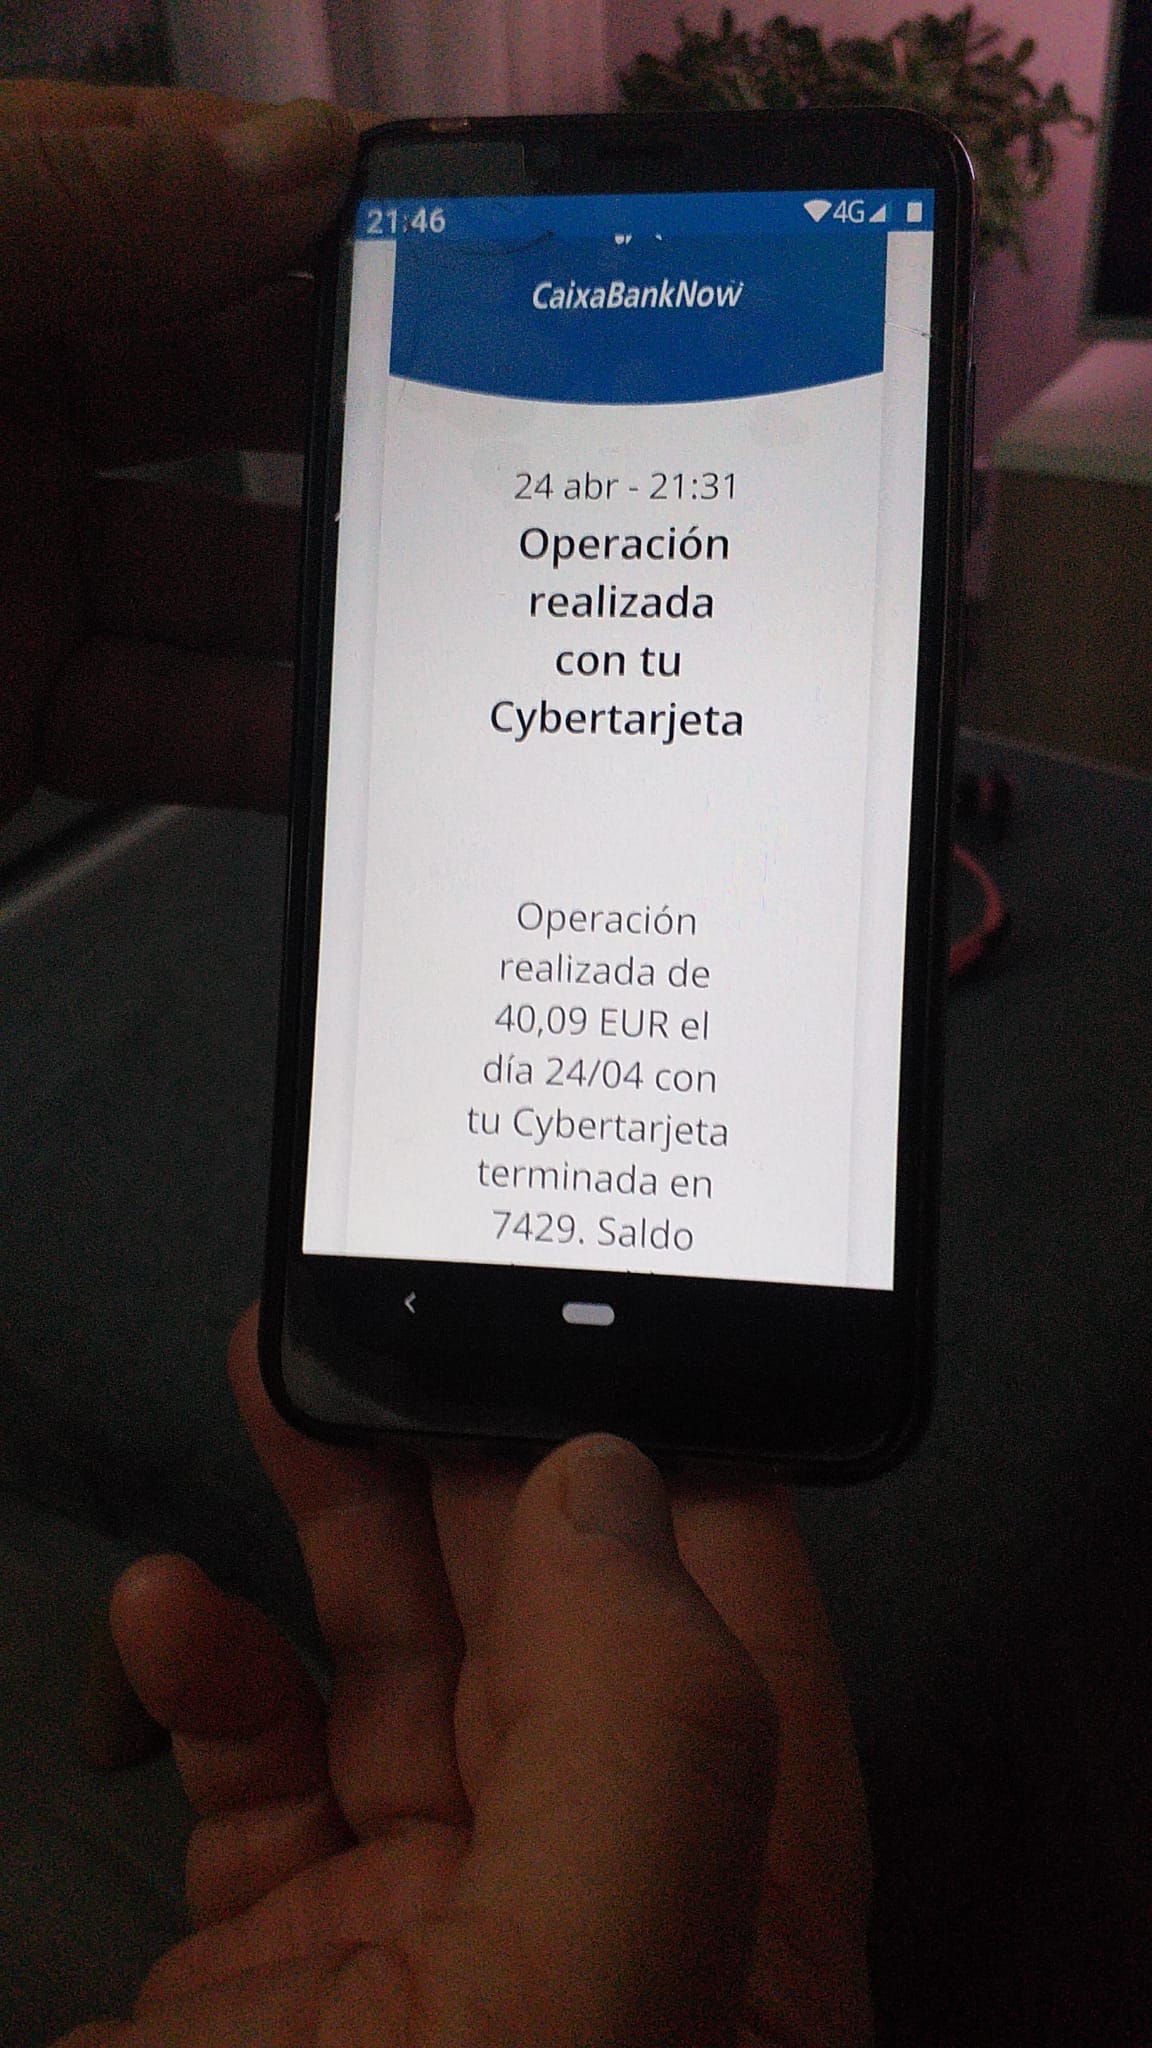 21:46
4G
CaixaBankNow
24 abr - 21:31
Operación
realizada
con tu
Cybertarjeta
Operación
realizada de
40,09 EUR el
día 24/04 con
tu Cybertarjeta
terminada en
7429. Saldo